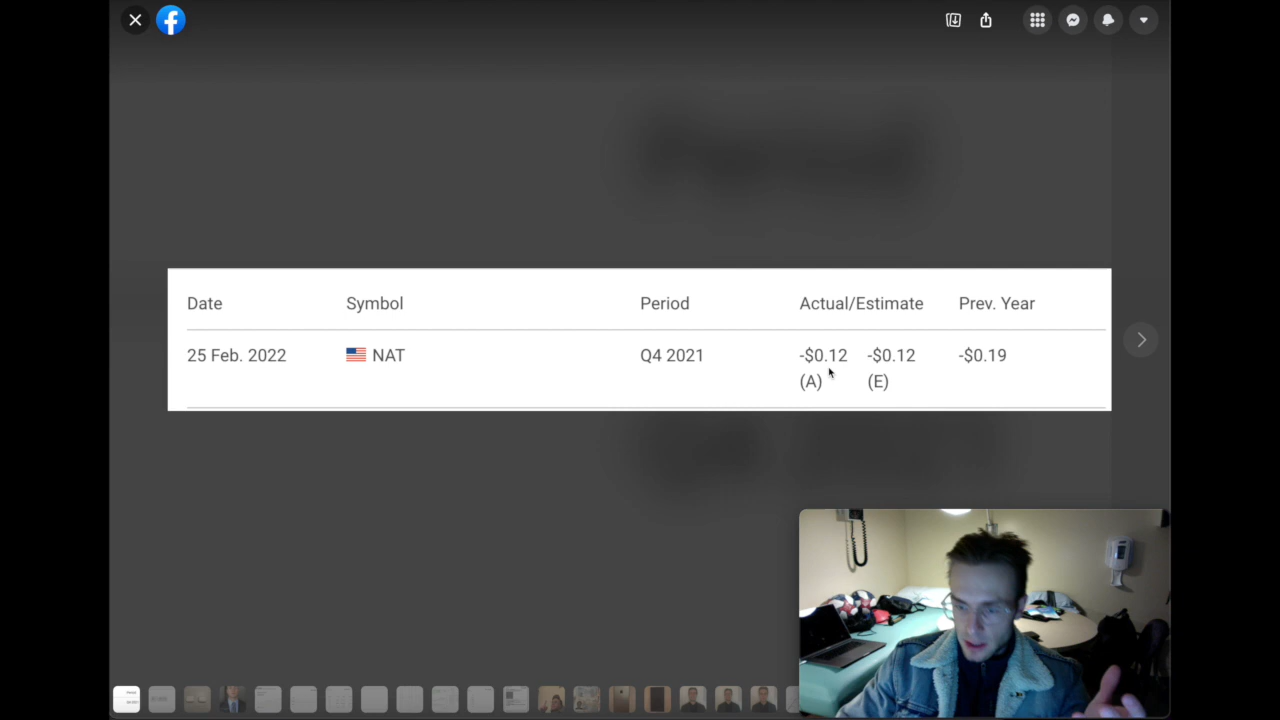 Date Symbol Period Actual/Estimate Prev. Year
25 Feb. 2022 NAT Q4 2021 -$0.12 -$0.12 -$0.19
(A) (E)